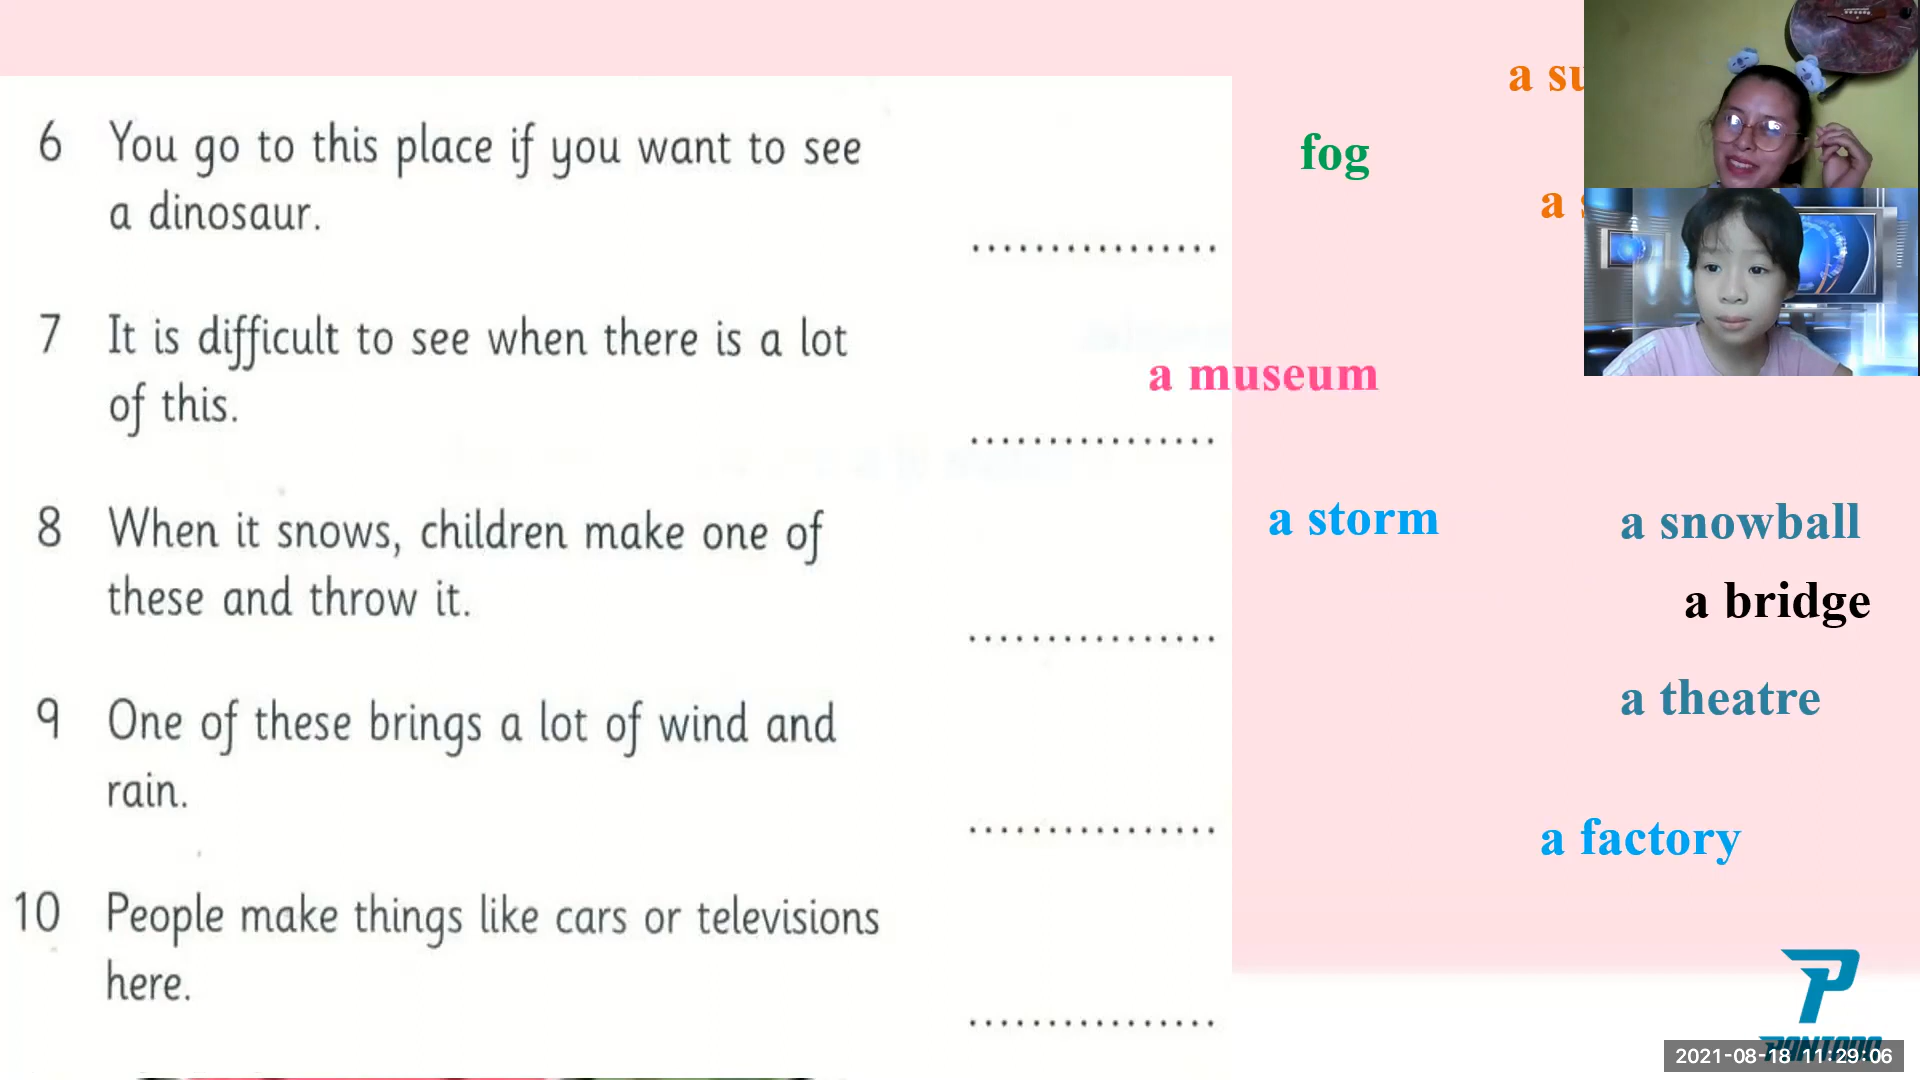 6 You go to this place if you want to see
a dinosaur. ................
7 It is difficult to see when there is a lot
of this. ................
8 When it snows, children make one of
these and throw it. ................
9 One of these brings a lot of wind and
rain. ................
10 People make things like cars or televisions
here. ................
a su
fog
a s
a museum
a storm
a snowball
a bridge
a theatre
a factory
2021-08-18 11:29:06